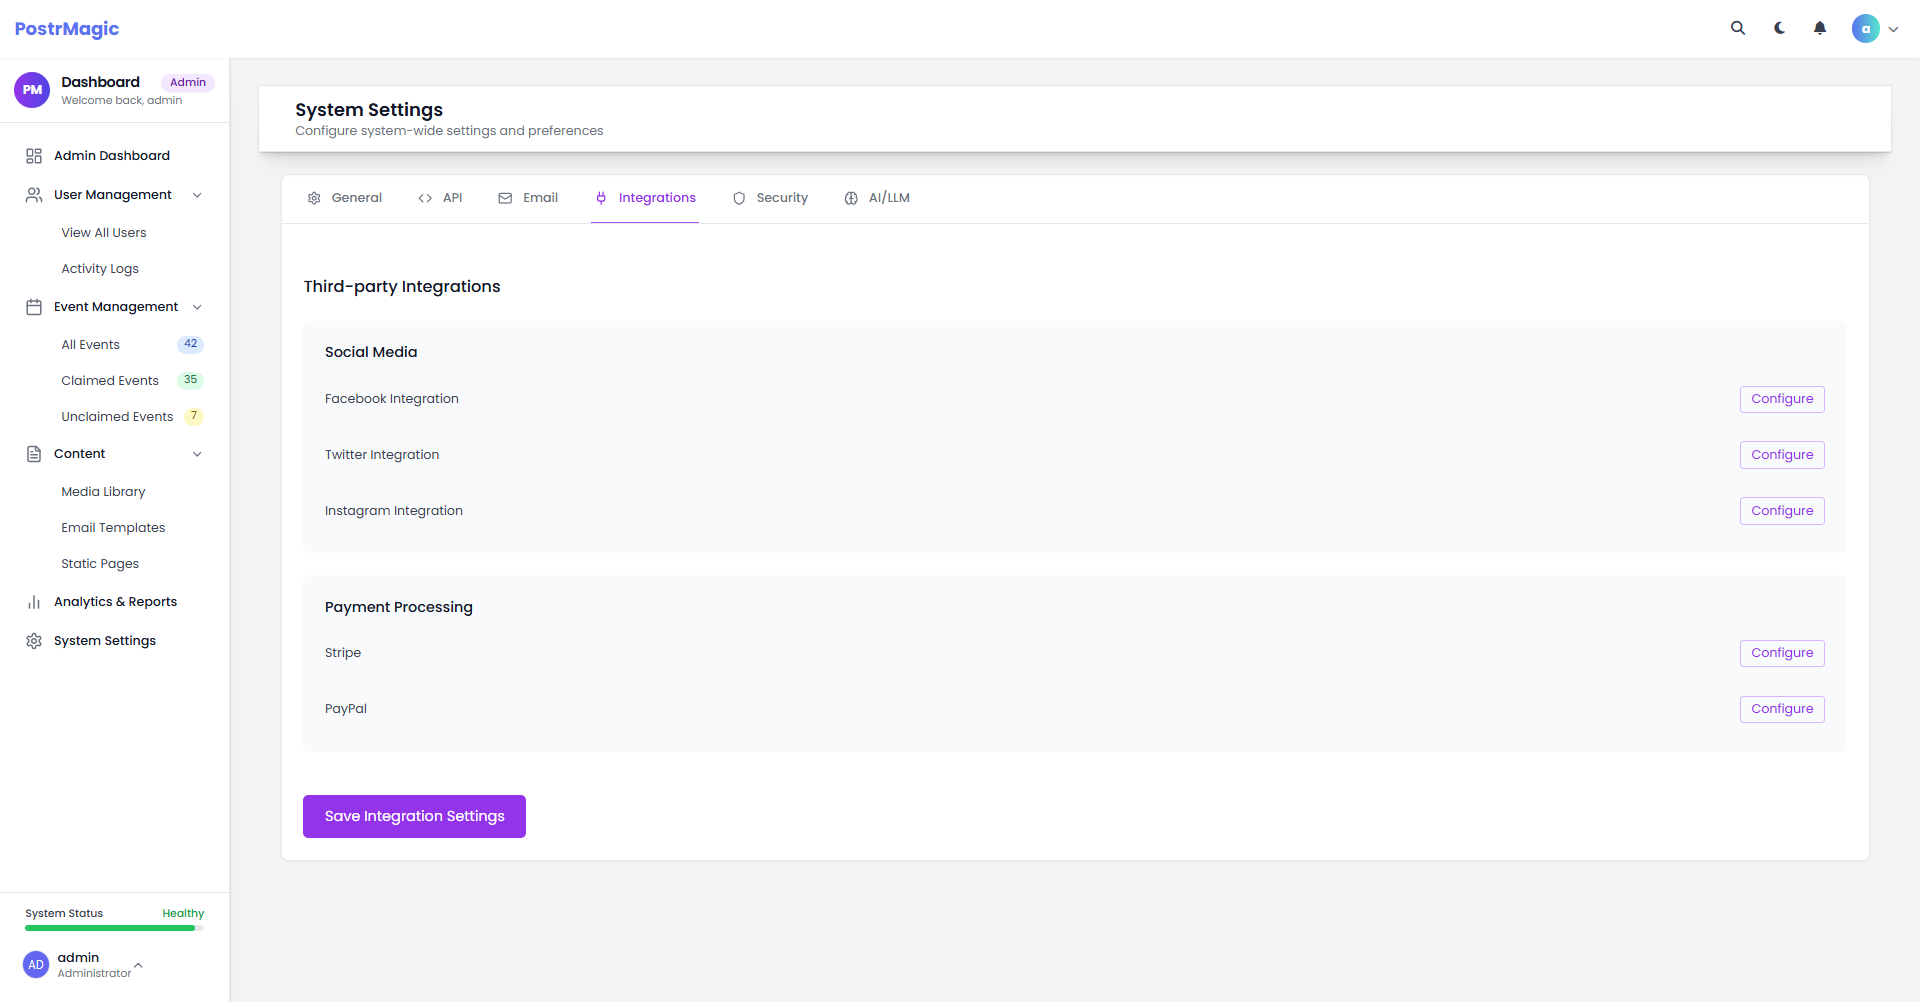 PostrMagic
a
PM
Dashboard
Admin
Welcome back, admin
Admin Dashboard
User Management
View All Users
Activity Logs
Event Management
All Events
42
Claimed Events
35
Unclaimed Events
7
Content
Media Library
Email Templates
Static Pages
Analytics & Reports
System Settings
System Status
Healthy
AD
admin
Administrator
System Settings
Configure system-wide settings and preferences
General
API
Email
Integrations
Security
AI/LLM
Third-party Integrations
Social Media
Facebook Integration
Configure
Twitter Integration
Configure
Instagram Integration
Configure
Payment Processing
Stripe
Configure
PayPal
Configure
Save Integration Settings